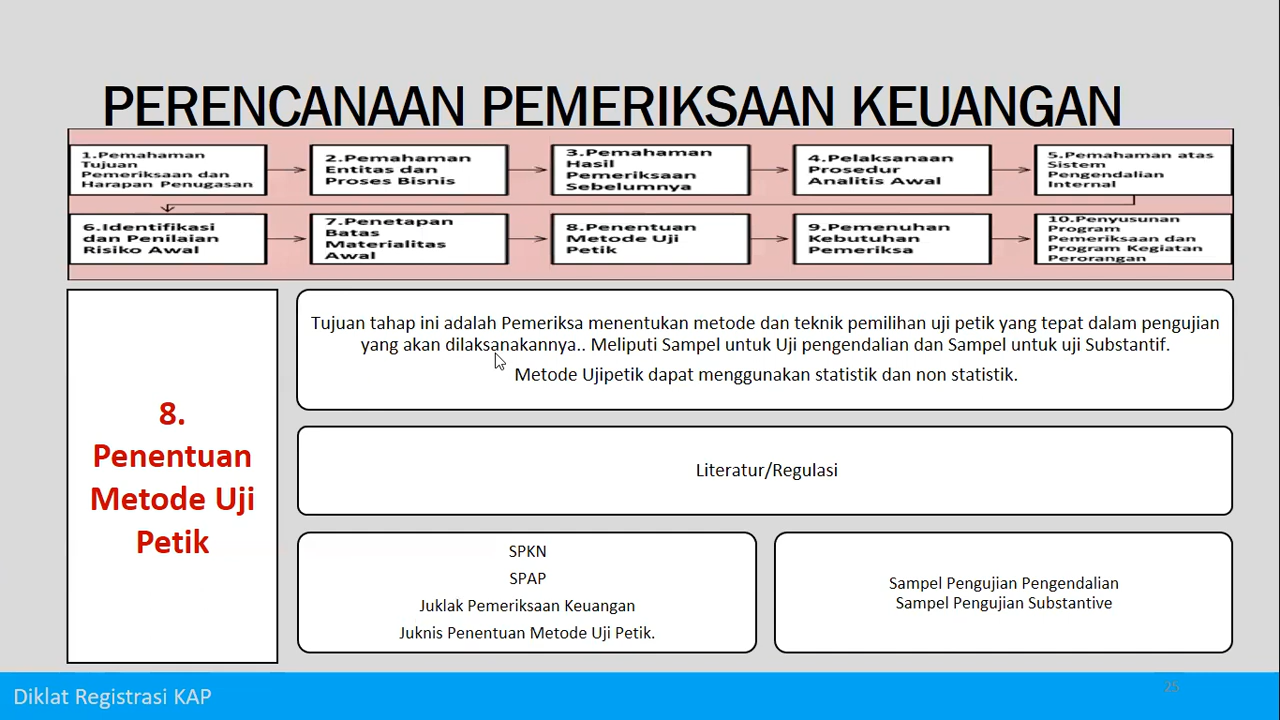 PERENCANAAN PEMERIKSAAN KEUANGAN
1.Pemahaman
Tujuan
Pemeriksaan dan
Harapan Penugasan
2.Pemahaman
Entitas dan
Proses Bisnis
3.Pemahaman
Hasil
Pemeriksaan
Sebelumnya
4.Pelaksanaan
Prosedur
Analitis Awal
5.Pemahaman atas
Sistem
Pengendalian
Internal
6.Identifikasi
dan Penilaian
Risiko Awal
7.Penetapan
Batas
Materialitas
Awal
8.Penentuan
Metode Uji
Petik
9.Pemenuhan
Kebutuhan
Pemeriksa
10.Penyusunan
Program
Pemeriksaan dan
Program Kegiatan
Perorangan
8.
Penentuan
Metode Uji
Petik
Tujuan tahap ini adalah Pemeriksa menentukan metode dan teknik pemilihan uji petik yang tepat dalam pengujian
yang akan dilaksanakannya.. Meliputi Sampel untuk Uji pengendalian dan Sampel untuk uji Substantif.
Metode Ujipetik dapat menggunakan statistik dan non statistik.
Literatur/Regulasi
SPKN
SPAP
Juklak Pemeriksaan Keuangan
Juknis Penentuan Metode Uji Petik.
Sampel Pengujian Pengendalian
Sampel Pengujian Substantive
Diklat Registrasi KAP
25